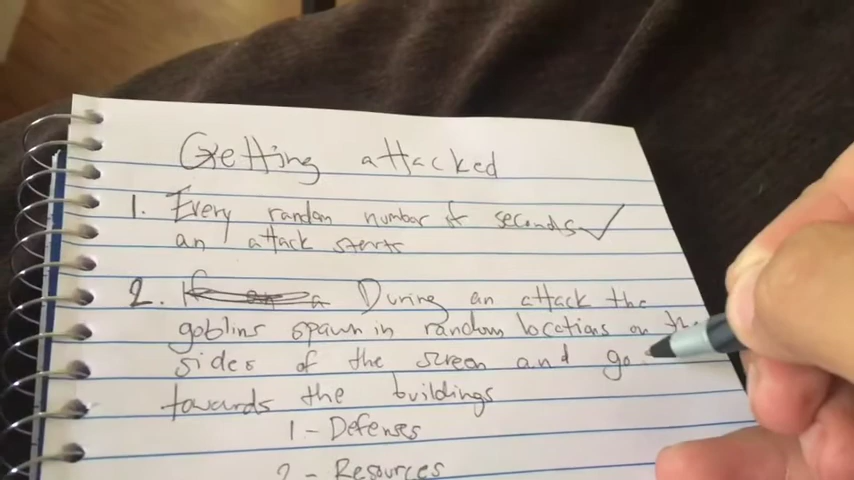 Getting attacked
1. Every random number of seconds ✓
an attack starts
2. During an attack the
goblins spawn in random locations on the
sides of the screen and go
towards the buildings
1 - Defenses
2 - Resources